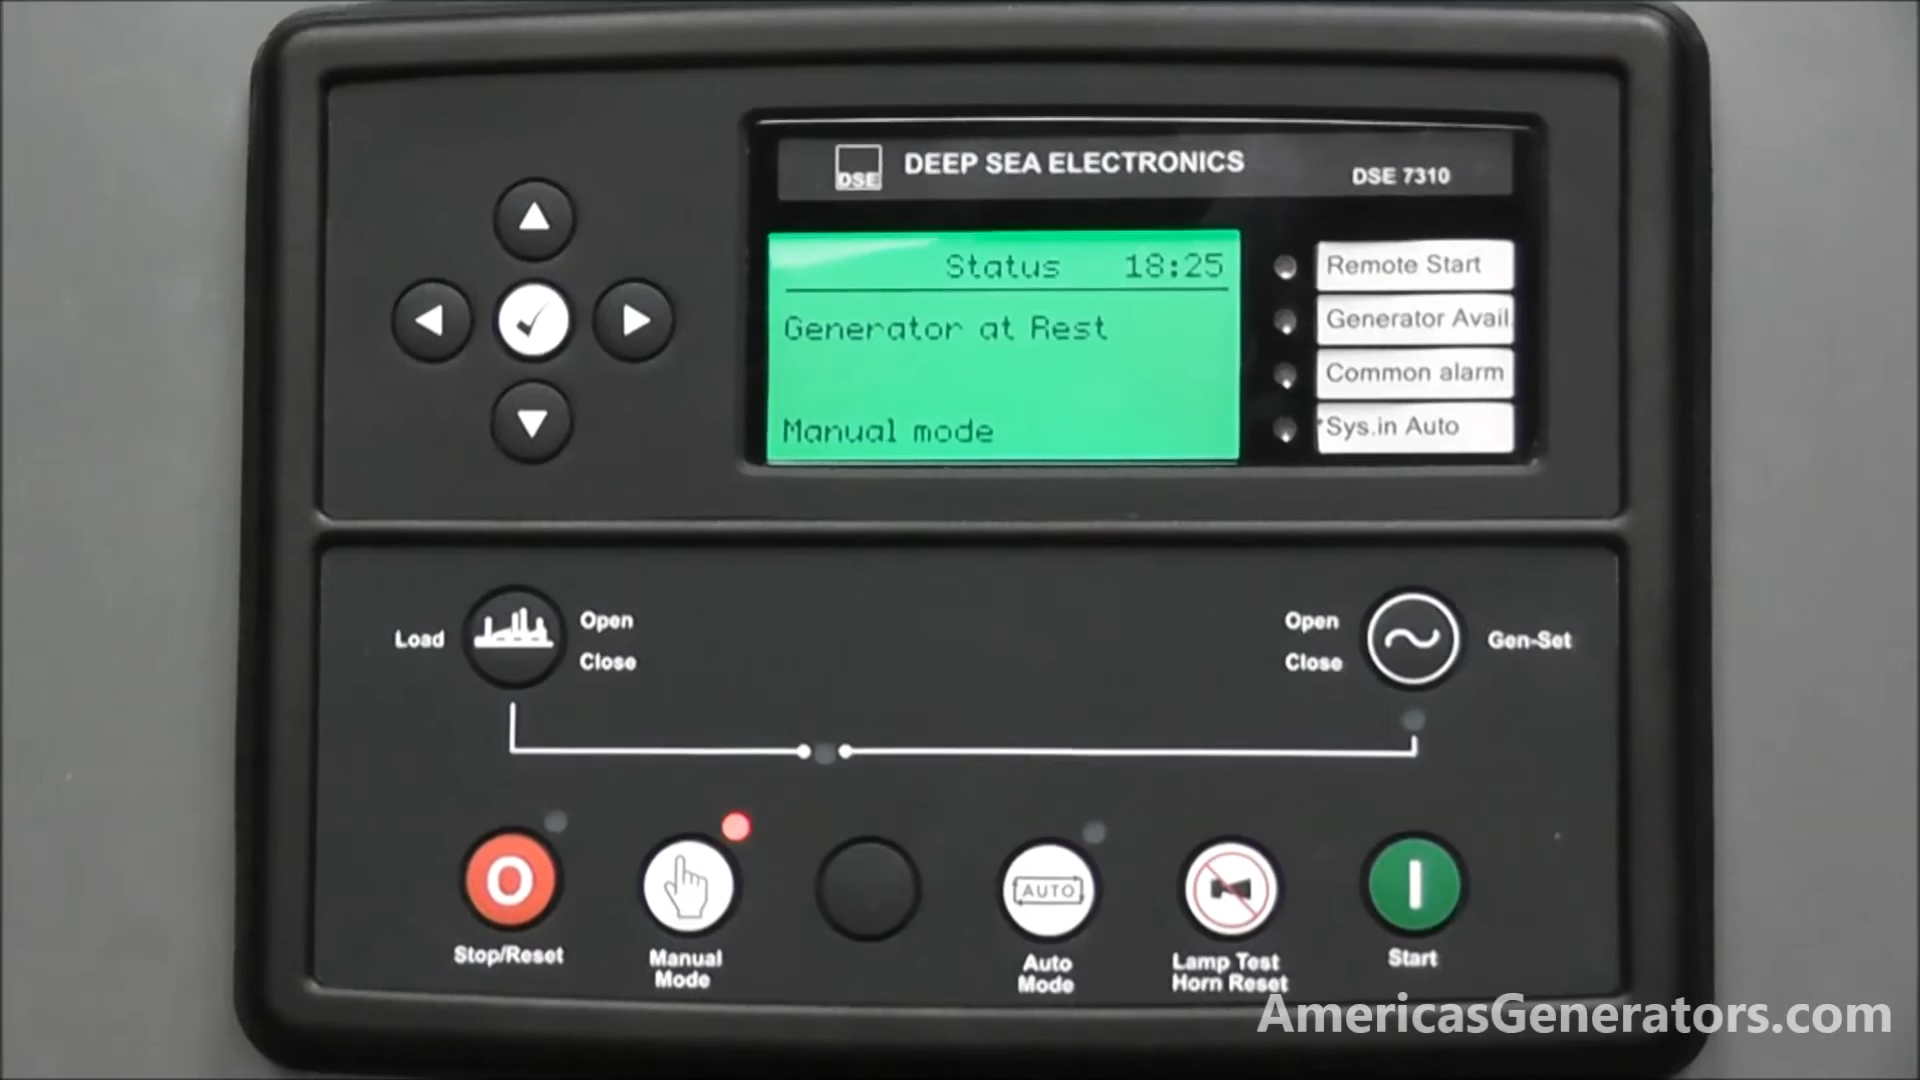 DSE DEEP SEA ELECTRONICS
DSE 7310
Status 18:25
Generator at Rest
Manual mode
Remote Start
Generator Avail.
Common alarm
Sys.in Auto
Load
Open
Close
Open
Close
Gen-Set
O
Stop/Reset
Manual
Mode
AUTO
Auto
Mode
Lamp Test
Horn Reset
I
Start
AmericasGenerators.com